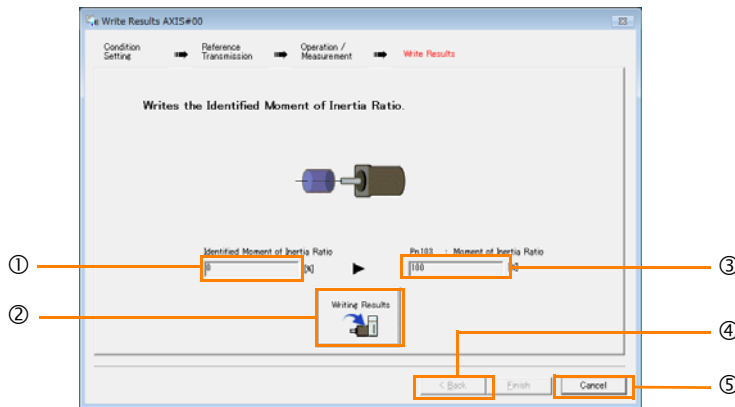 Write Results AXIS#00
Condition Setting ➠ Reference Transmission ➠ Operation / Measurement ➠ Write Results
Writes the Identified Moment of Inertia Ratio.
Identified Moment of Inertia Ratio
Pn103 : Moment of Inertia Ratio
① 0 [%] ► 100 [%] ③
Writing Results
②
④
< Back Finish Cancel ⑤